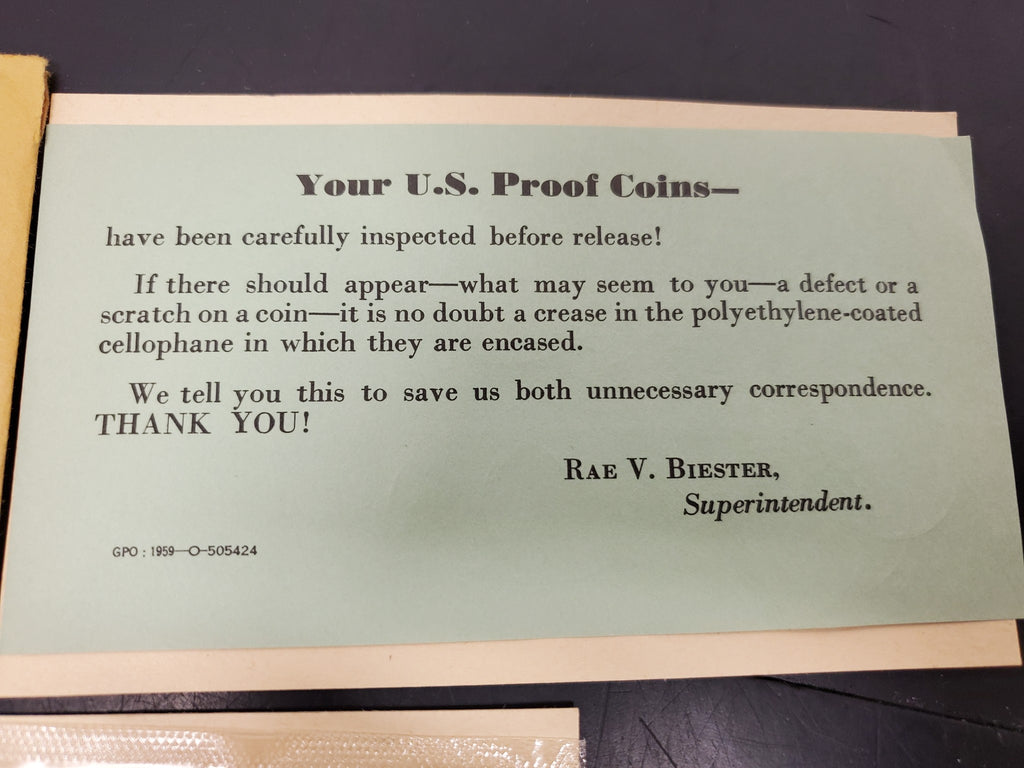 Your U.S. Proof Coins—
have been carefully inspected before release!
If there should appear—what may seem to you—a defect or a
scratch on a coin—it is no doubt a crease in the polyethylene-coated
cellophane in which they are encased.
We tell you this to save us both unnecessary correspondence.
THANK YOU!
RAE V. BIESTER,
Superintendent.
GPO : 1959—O-505424